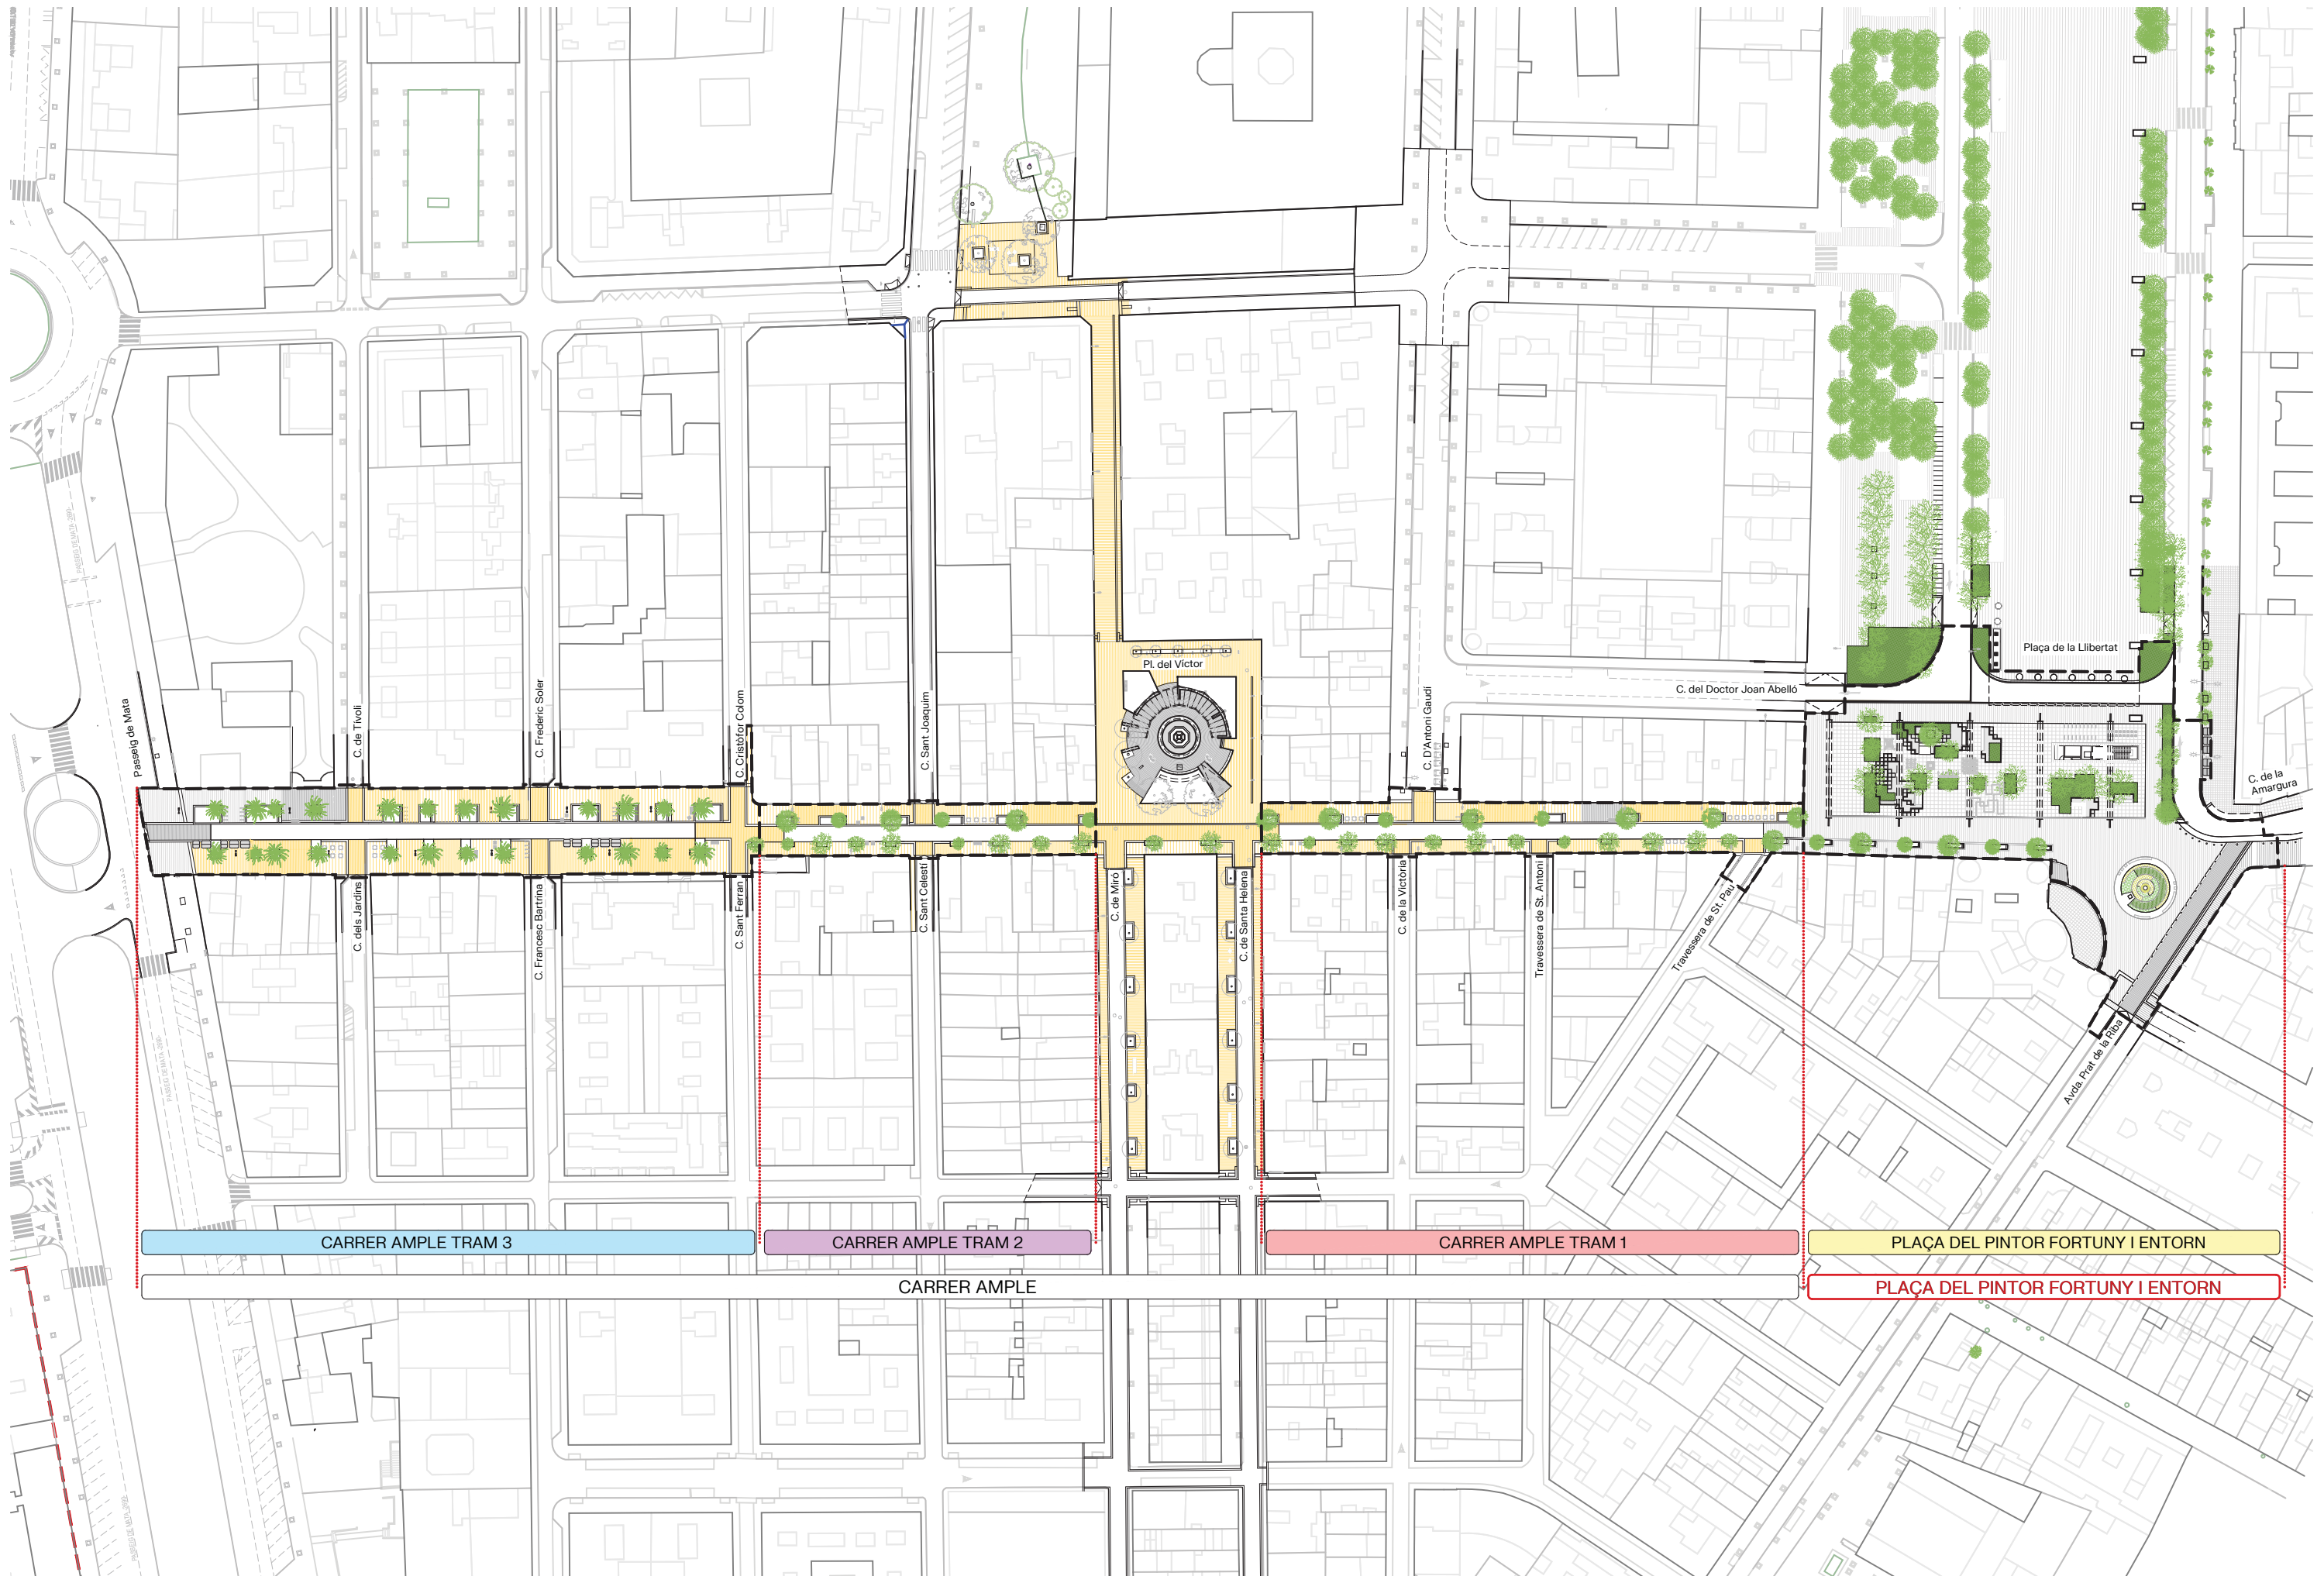 Plaça de la Llibertat
Pl. del Víctor
C. del Doctor Joan Abelló
Passeig de Mata
C. de Tívoli
C. Frederic Soler
C. Cristòfor Colom
C. Sant Joaquim
C. D'Antoni Gaudí
C. de la
Amargura
C. dels Jardins
C. Francesc Bartrina
C. Sant Ferran
C. Sant Celestí
C. de Miró
C. de Santa Helena
C. de la Victòria
Travessera de St. Antoni
Travessera de St. Pau
Avda. Prat de la Riba
CARRER AMPLE TRAM 3
CARRER AMPLE TRAM 2
CARRER AMPLE TRAM 1
PLAÇA DEL PINTOR FORTUNY I ENTORN
CARRER AMPLE
PLAÇA DEL PINTOR FORTUNY I ENTORN